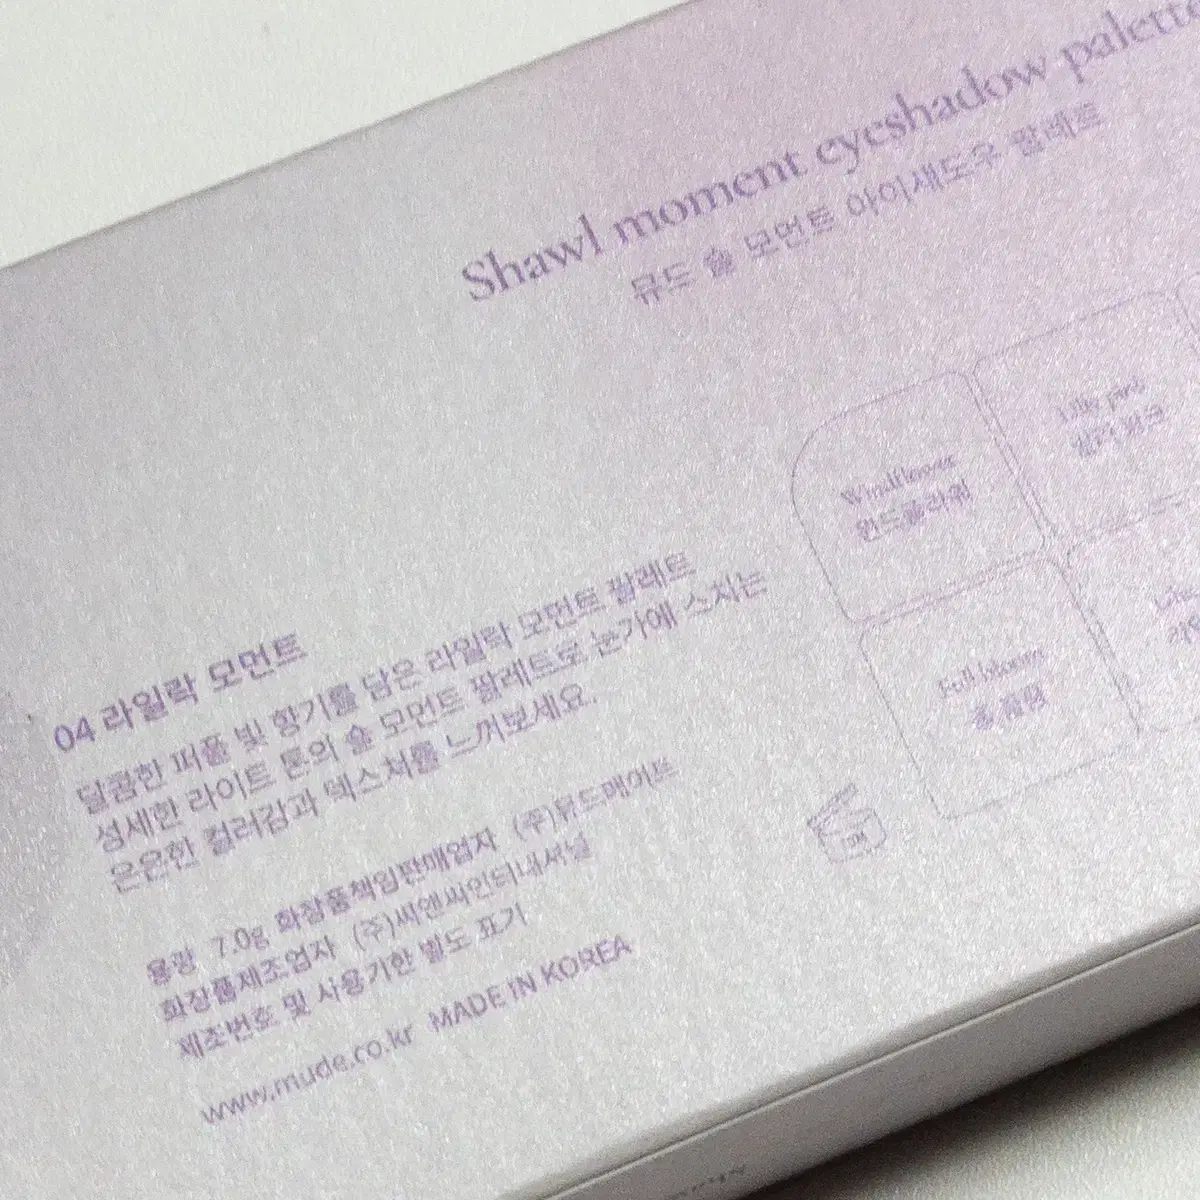 Shawl moment eyeshadow palette
뮤드 숄 모먼트 아이섀도우 팔레트
Windflower
윈드플라워
pink
핑크
Full bloom
풀 블룸
04 라일락 모먼트
달콤한 퍼플 빛 향기를 담은 라일락 모먼트 팔레트
섬세한 라이트 톤의 숄 모먼트 팔레트로 눈가에 스치는
은은한 컬러감과 텍스처를 느껴보세요.
용량 7.0g 화장품책임판매업자 (주)뮤드메이트
화장품제조업자 (주)씨앤씨인터내셔널
제조번호 및 사용기한 별도 표기
www.mude.co.kr MADE IN KOREA